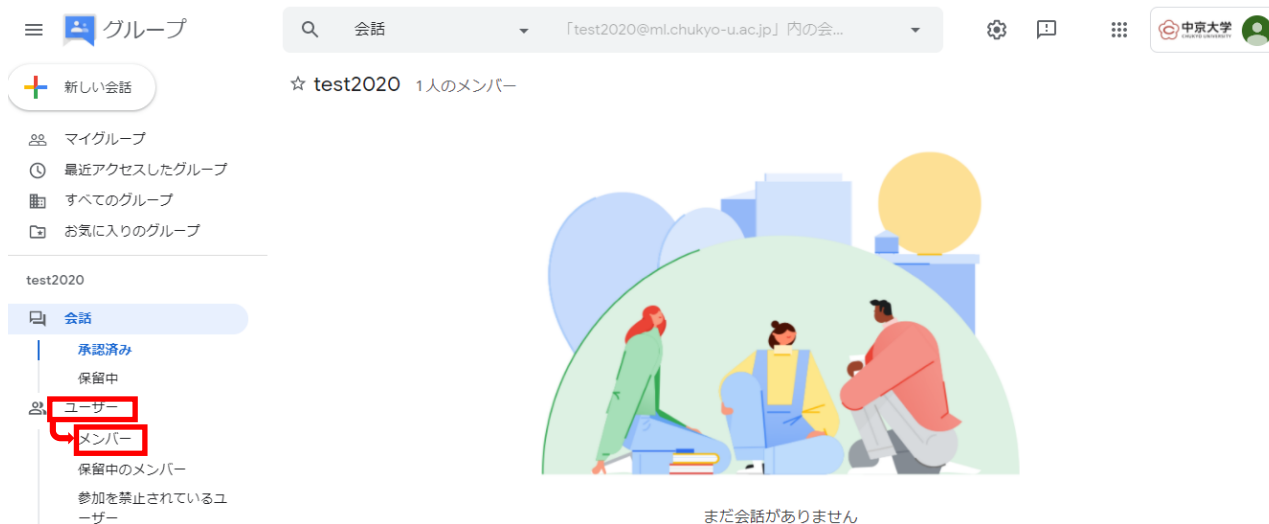 グループ
会話
「test2020@ml.chukyo-u.ac.jp」内の会...
中京大学
CHUKYO UNIVERSITY
新しい会話
☆ test2020 1人のメンバー
マイグループ
最近アクセスしたグループ
すべてのグループ
お気に入りのグループ
test2020
会話
承認済み
保留中
ユーザー
メンバー
保留中のメンバー
参加を禁止されているユ
ーザー
まだ会話がありません